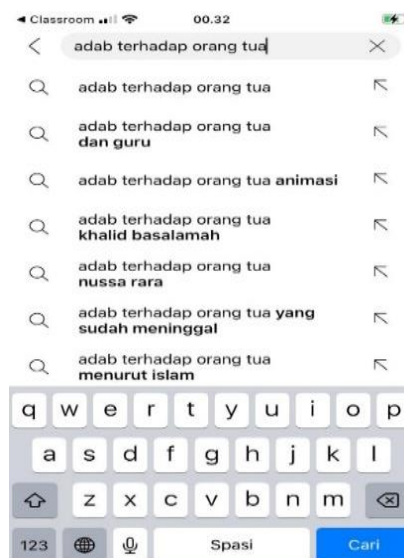 ◄ Classroom 00.32
adab terhadap orang tua
adab terhadap orang tua
adab terhadap orang tua
dan guru
adab terhadap orang tua animasi
adab terhadap orang tua
khalid basalamah
adab terhadap orang tua
nussa rara
adab terhadap orang tua yang
sudah meninggal
adab terhadap orang tua
menurut islam
q w e r t y u i o p
a s d f g h j k l
z x c v b n m
123 Spasi Cari